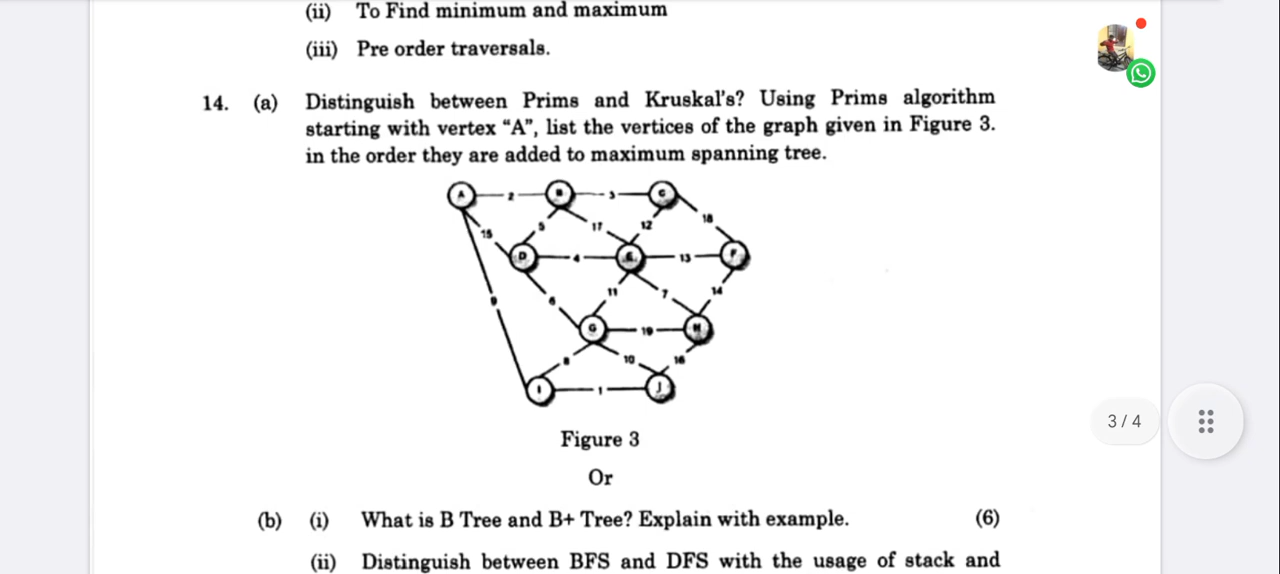 (ii) To Find minimum and maximum
(iii) Pre order traversals.
14. (a) Distinguish between Prims and Kruskal's? Using Prims algorithm
starting with vertex "A", list the vertices of the graph given in Figure 3.
in the order they are added to maximum spanning tree.
A 2 B 3 C
15 5 17 12 18
D 4 E 13 F
9 6 11 7 14
G 19 H
8 10 16
I 1 J
Figure 3
3 / 4
Or
(b) (i) What is B Tree and B+ Tree? Explain with example. (6)
(ii) Distinguish between BFS and DFS with the usage of stack and